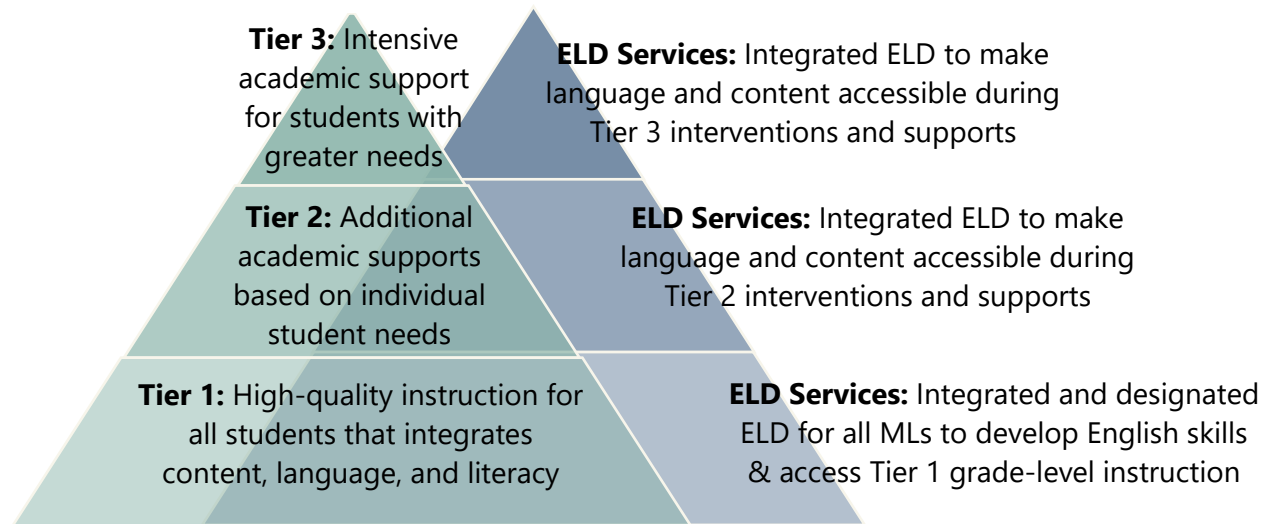 Tier 3: Intensive
academic support
for students with
greater needs
ELD Services: Integrated ELD to make
language and content accessible during
Tier 3 interventions and supports
Tier 2: Additional
academic supports
based on individual
student needs
ELD Services: Integrated ELD to make
language and content accessible during
Tier 2 interventions and supports
Tier 1: High-quality instruction for
all students that integrates
content, language, and literacy
ELD Services: Integrated and designated
ELD for all MLs to develop English skills
& access Tier 1 grade-level instruction